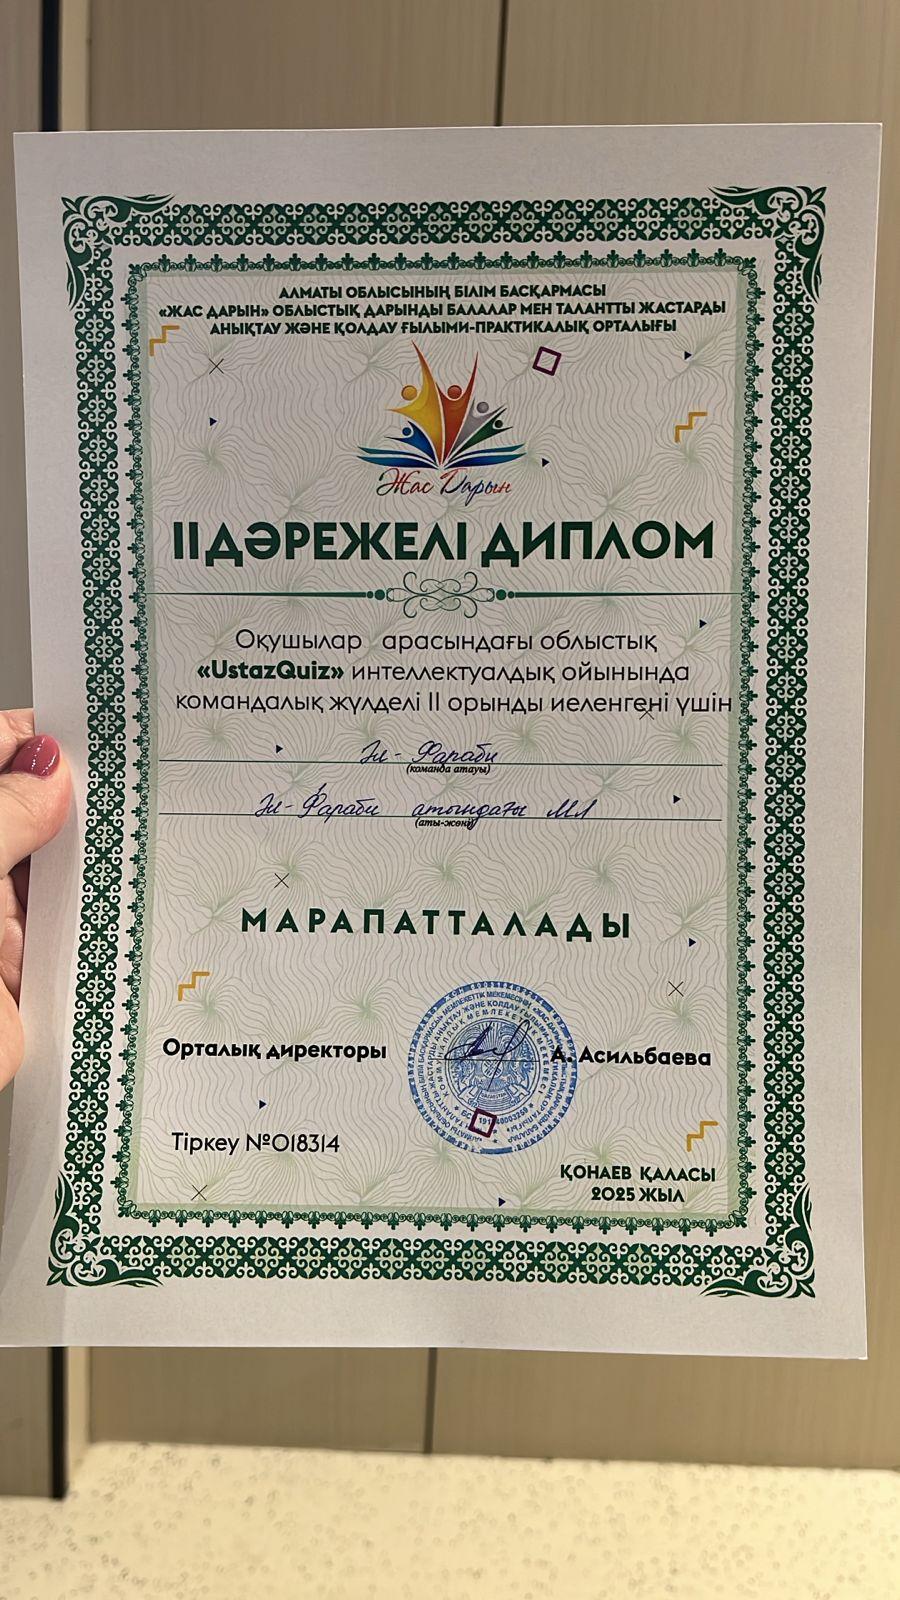 АЛМАТЫ ОБЛЫСЫНЫҢ БІЛІМ БАСҚАРМАСЫ
«ЖАС ДАРЫН» ОБЛЫСТЫҚ ДАРЫНДЫ БАЛАЛАР МЕН ТАЛАНТТЫ ЖАСТАРДЫ
АНЫҚТАУ ЖӘНЕ ҚОЛДАУ ҒЫЛЫМИ-ПРАКТИКАЛЫҚ ОРТАЛЫҒЫ
Жас Дарын
II ДӘРЕЖЕЛІ ДИПЛОМ
Оқушылар арасындағы облыстық
«UstazQuiz» интеллектуалдық ойынында
командалық жүлделі II орынды иеленгені үшін
Әл-Фараби
(команда атауы)
Әл-Фараби атындағы МЛ
(аты-жөні)
МАРАПАТТАЛАДЫ
Орталық директоры
А. Асильбаева
Тіркеу №018314
ҚОНАЕВ ҚАЛАСЫ
2025 ЖЫЛ